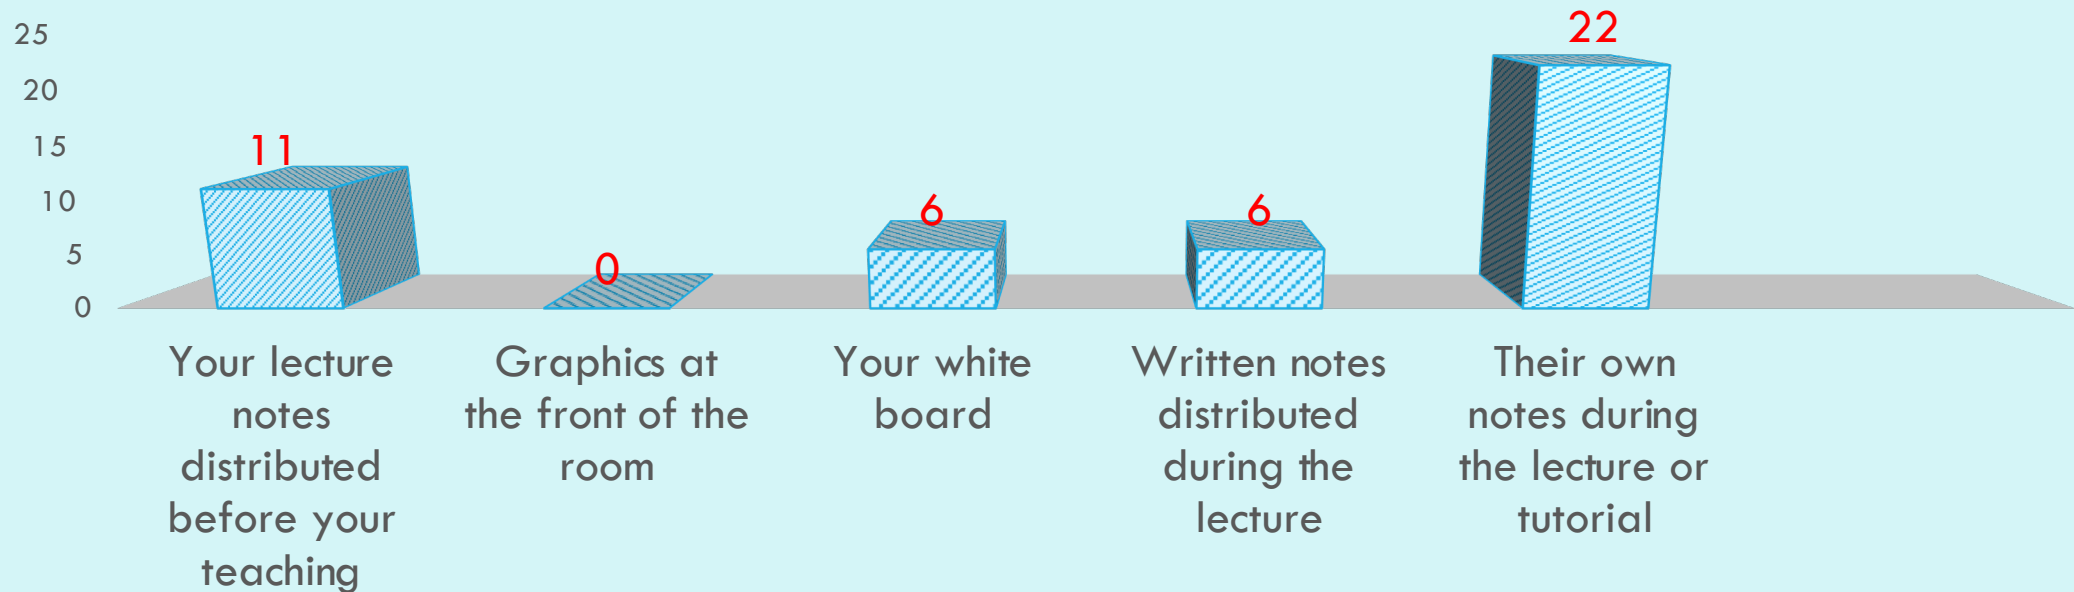 25
20
15
10
5
0
11
0
6
6
22
Your lecture
notes
distributed
before your
teaching
Graphics at
the front of the
room
Your white
board
Written notes
distributed
during the
lecture
Their own
notes during
the lecture or
tutorial